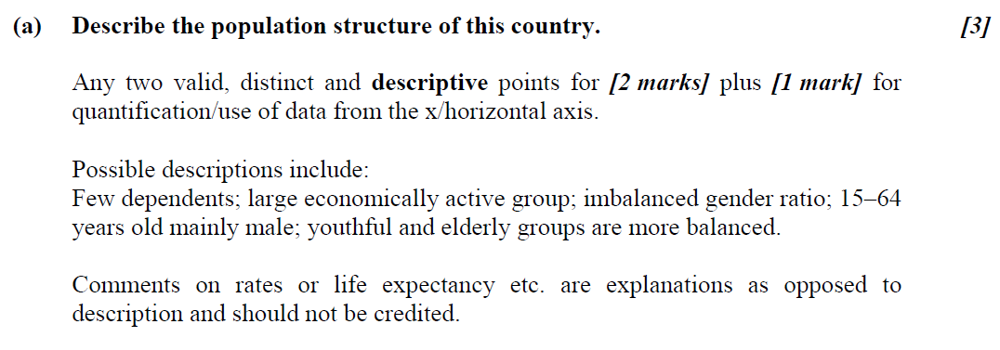 (a) Describe the population structure of this country. [3]
Any two valid, distinct and descriptive points for [2 marks] plus [1 mark] for
quantification/use of data from the x/horizontal axis.
Possible descriptions include:
Few dependents; large economically active group; imbalanced gender ratio; 15–64
years old mainly male; youthful and elderly groups are more balanced.
Comments on rates or life expectancy etc. are explanations as opposed to
description and should not be credited.